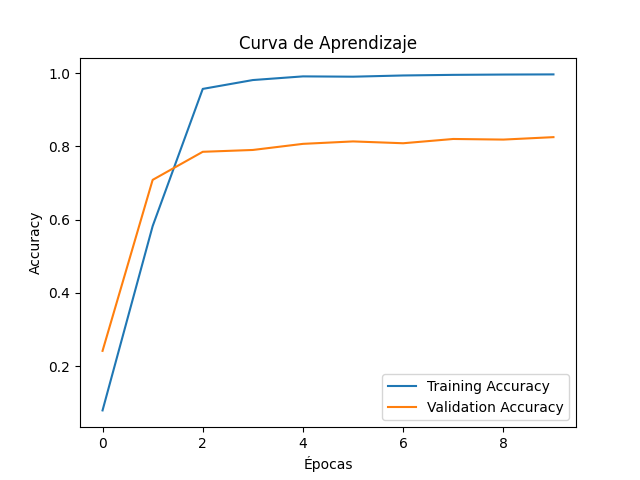 Curva de Aprendizaje
1.0
0.8
0.6
0.4
0.2
Accuracy
Training Accuracy
Validation Accuracy
0 2 4 6 8
Épocas